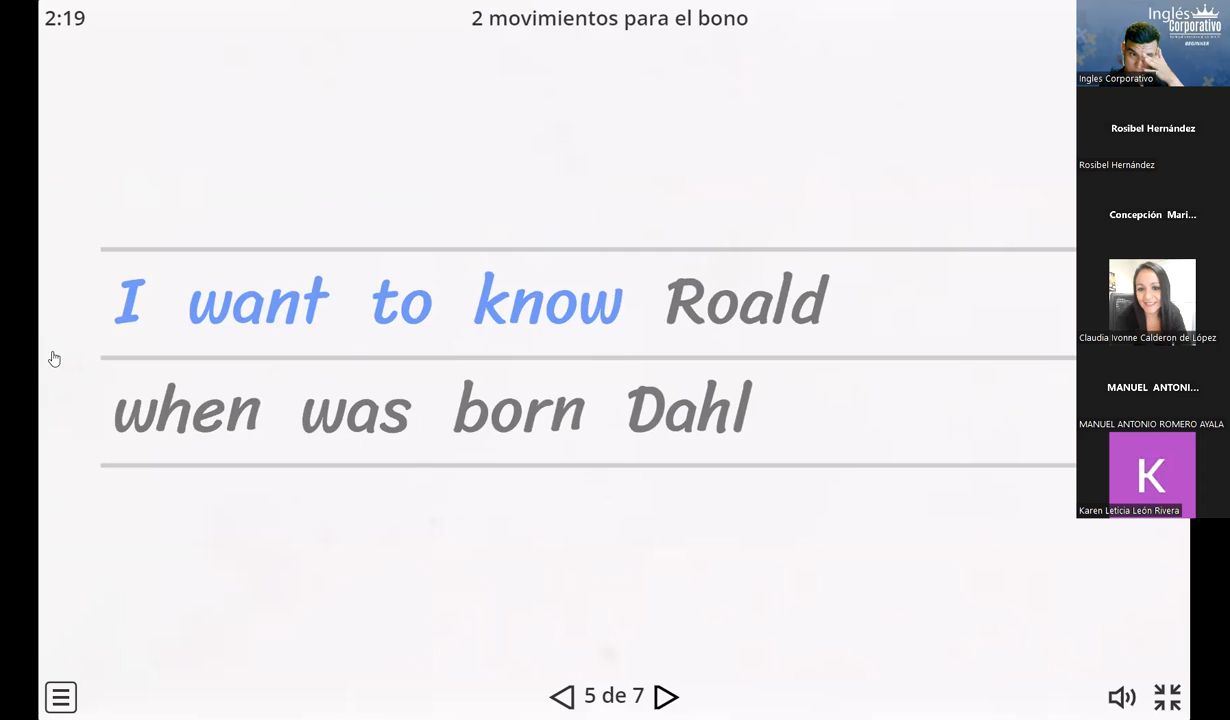 2:19
2 movimientos para el bono
Inglés
Corporativo
BEGINNER
Ingles Corporativo
Rosibel Hernández
Rosibel Hernández
Concepción Mari...
Claudia Ivonne Calderon de López
MANUEL ANTONI...
MANUEL ANTONIO ROMERO AYALA
K
Karen Leticia León Rivera
I want to know Roald
when was born Dahl
5 de 7